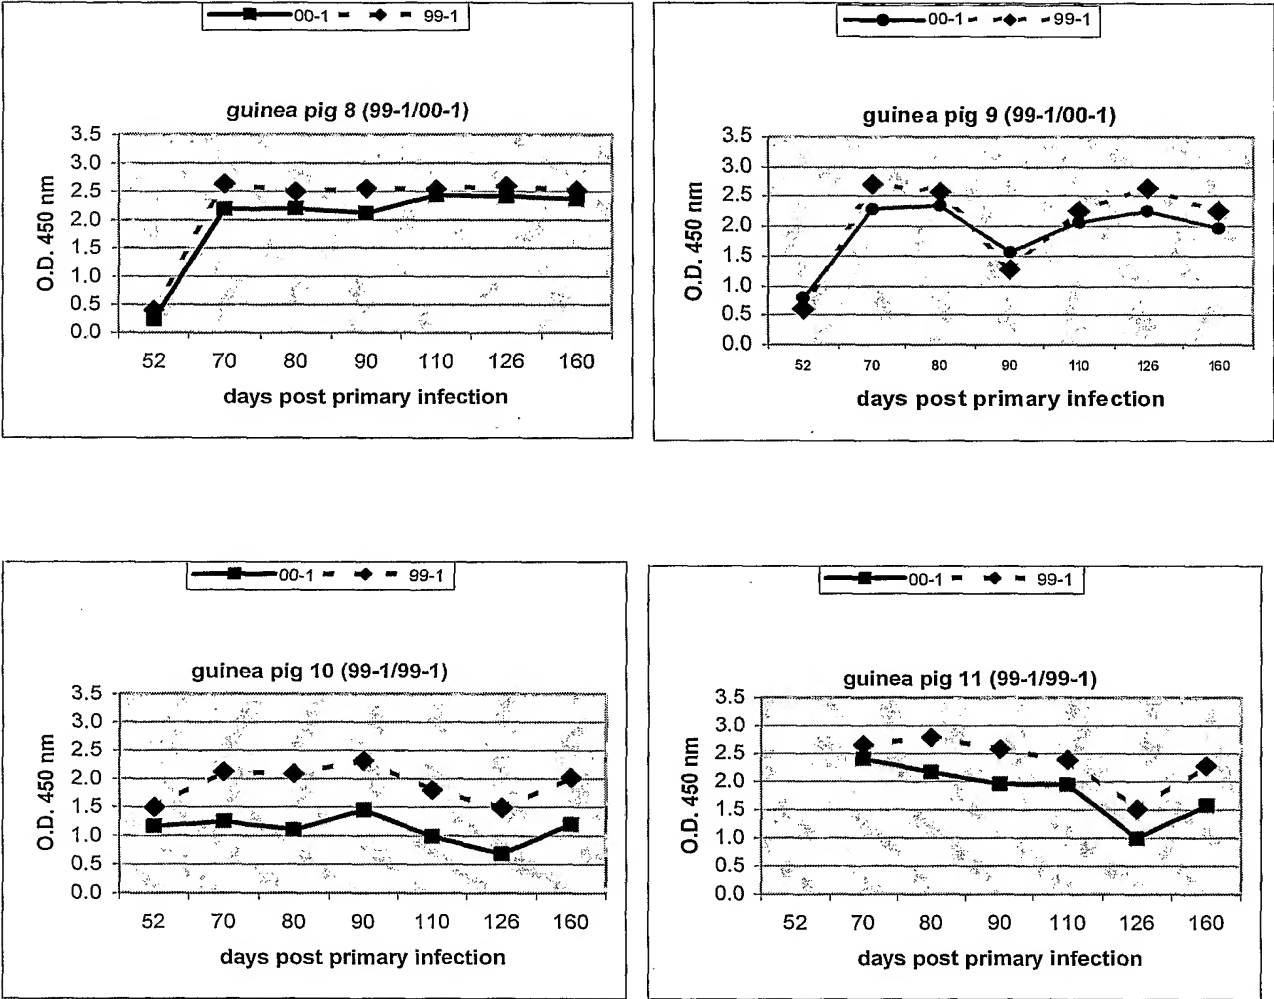 00-1 99-1
guinea pig 8 (99-1/00-1)
O.D. 450 nm
3.5
3.0
2.5
2.0
1.5
1.0
0.5
0.0
52 70 80 90 110 126 160
days post primary infection
00-1 99-1
guinea pig 9 (99-1/00-1)
O.D. 450 nm
3.5
3.0
2.5
2.0
1.5
1.0
0.5
0.0
52 70 80 90 110 126 160
days post primary infection
00-1 99-1
guinea pig 10 (99-1/99-1)
O.D. 450 nm
3.5
3.0
2.5
2.0
1.5
1.0
0.5
0.0
52 70 80 90 110 126 160
days post primary infection
00-1 99-1
guinea pig 11 (99-1/99-1)
O.D. 450 nm
3.5
3.0
2.5
2.0
1.5
1.0
0.5
0.0
52 70 80 90 110 126 160
days post primary infection